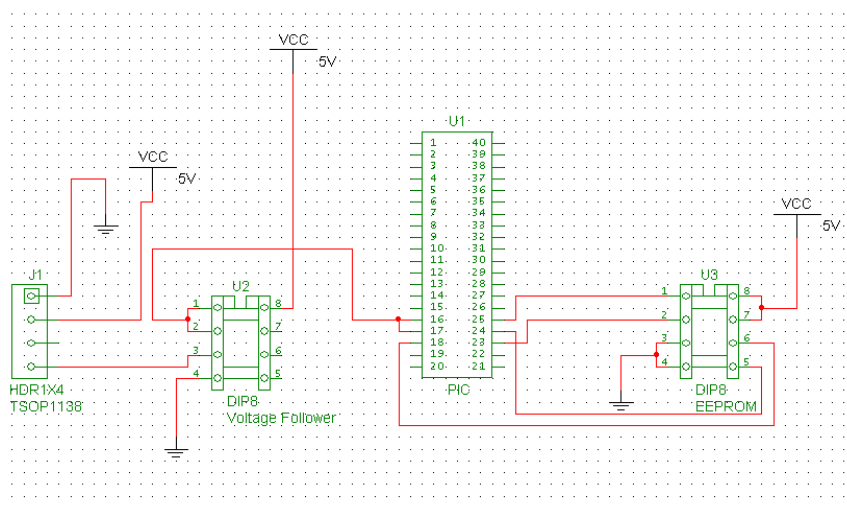 VCC
5V
U1
VCC
5V
1 40
2 39
3 38
4 37
5 36
6 35
7 34
8 33
9 32
10 31
11 30
12 29
13 28
14 27
15 26
16 25
17 24
18 23
19 22
20 21
PIC
VCC
5V
J1
HDR1X4
TSOP1138
U2
1 8
2 7
3 6
4 5
DIP8
Voltage Follower
U3
1 8
2 7
3 6
4 5
DIP8
EEPROM